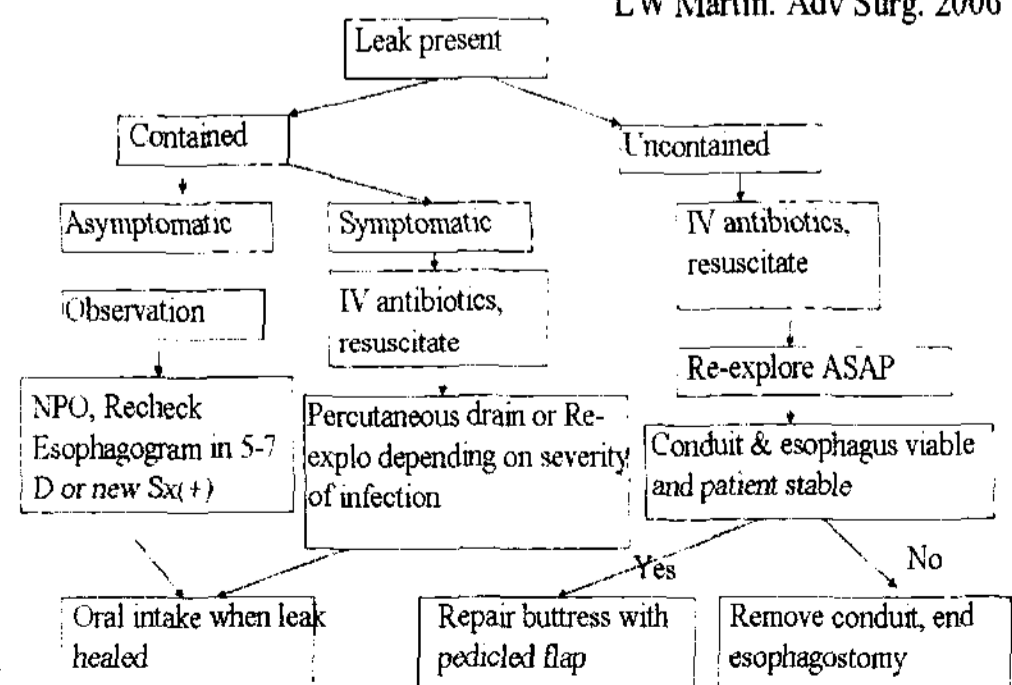 LW Martin. Adv Surg. 2006
Leak present
Contained
Uncontained
Asymptomatic
Symptomatic
IV antibiotics,
resuscitate
Observation
IV antibiotics,
resuscitate
Re-explore ASAP
NPO, Recheck
Esophagogram in 5-7
D or new Sx(+)
Percutaneous drain or Re-
explo depending on severity
of infection
Conduit & esophagus viable
and patient stable
Yes
No
Oral intake when leak
healed
Repair buttress with
pedicled flap
Remove conduit, end
esophagostomy